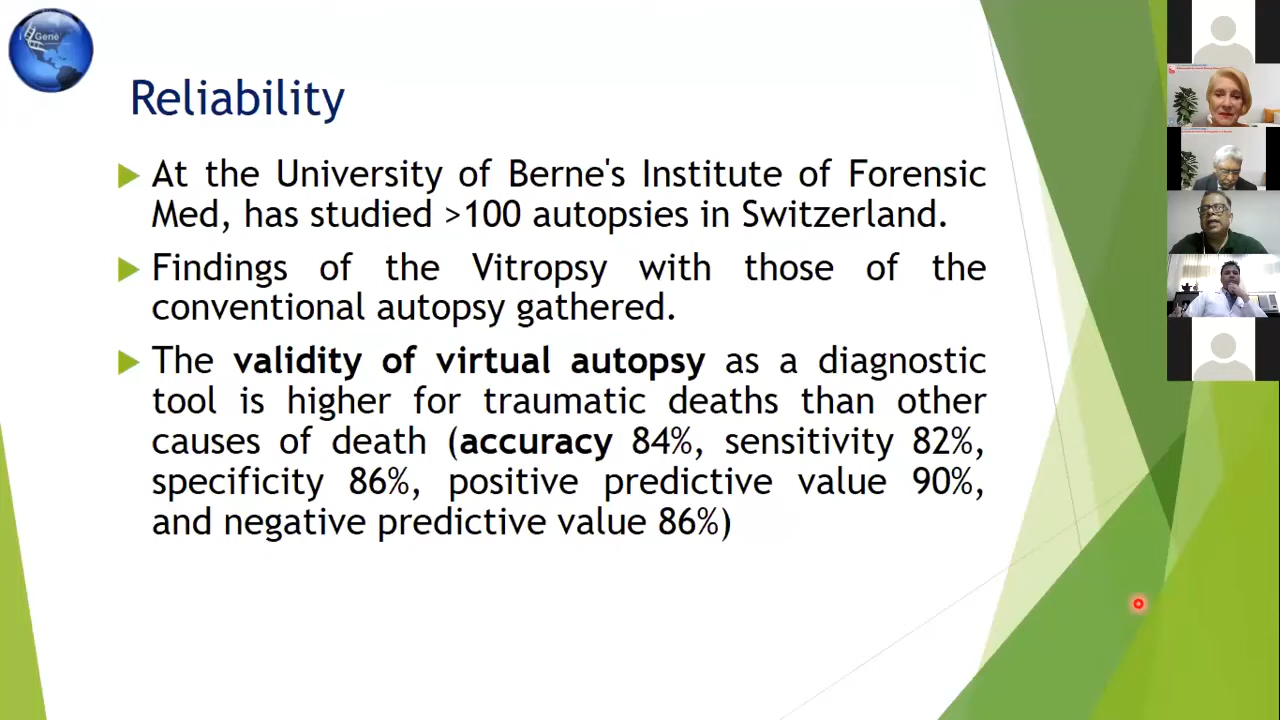 iGene
Reliability
At the University of Berne's Institute of Forensic
Med, has studied >100 autopsies in Switzerland.
Findings of the Vitropsy with those of the
conventional autopsy gathered.
The validity of virtual autopsy as a diagnostic
tool is higher for traumatic deaths than other
causes of death (accuracy 84%, sensitivity 82%,
specificity 86%, positive predictive value 90%,
and negative predictive value 86%)